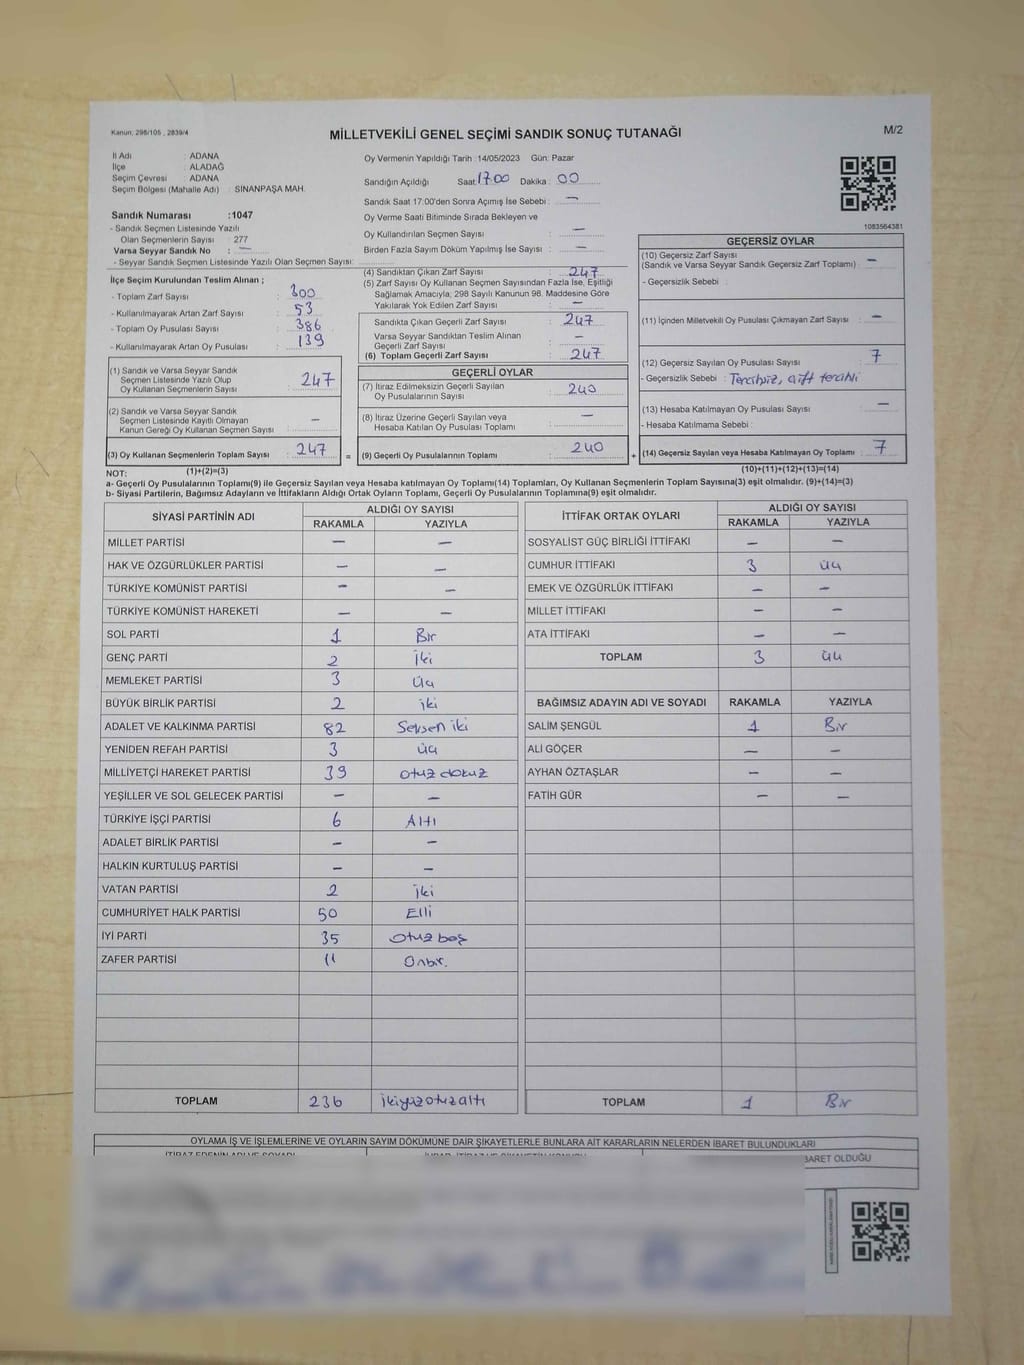 Kanun: 298/105 , 2839/4
MİLLETVEKİLİ GENEL SEÇİMİ SANDIK SONUÇ TUTANAĞI
M/2
İl Adı : ADANA
İlçe : ALADAĞ
Seçim Çevresi : ADANA
Seçim Bölgesi (Mahalle Adı) : SİNANPAŞA MAH.
Oy Vermenin Yapıldığı Tarih :14/05/2023 Gün: Pazar
Sandığın Açıldığı Saat 17:00 Dakika : 00
Sandık Saat 17:00'den Sonra Açımış İse Sebebi : —
Oy Verme Saati Bitiminde Sırada Bekleyen ve
Oy Kullandırılan Seçmen Sayısı : —
Birden Fazla Sayım Döküm Yapılmış İse Sayısı : —
1083564381
Sandık Numarası :1047
- Sandık Seçmen Listesinde Yazılı
Olan Seçmenlerin Sayısı : 277
Varsa Seyyar Sandık No : —
- Seyyar Sandık Seçmen Listesinde Yazılı Olan Seçmen Sayısı:
İlçe Seçim Kurulundan Teslim Alınan ;
- Toplam Zarf Sayısı : 300
- Kullanılmayarak Artan Zarf Sayısı : 53
- Toplam Oy Pusulası Sayısı : 386
- Kullanılmayarak Artan Oy Pusulası : 139
(1) Sandık ve Varsa Seyyar Sandık
Seçmen Listesinde Yazılı Olup
Oy Kullanan Seçmenlerin Sayısı 247
(2) Sandık ve Varsa Seyyar Sandık
Seçmen Listesinde Kayıtlı Olmayan
Kanun Gereği Oy Kullanan Seçmen Sayısı —
(3) Oy Kullanan Seçmenlerin Toplam Sayısı 247 =
(4) Sandıktan Çıkan Zarf Sayısı : 247
(5) Zarf Sayısı Oy Kullanan Seçmen Sayısından Fazla İse, Eşitliği
Sağlamak Amacıyla; 298 Sayılı Kanunun 98. Maddesine Göre
Yakılarak Yok Edilen Zarf Sayısı : —
Sandıkta Çıkan Geçerli Zarf Sayısı : 247
Varsa Seyyar Sandıktan Teslim Alınan
Geçerli Zarf Sayısı —
(6) Toplam Geçerli Zarf Sayısı : 247
GEÇERLİ OYLAR
(7) İtiraz Edilmeksizin Geçerli Sayılan
Oy Pusulalarının Sayısı : 240
(8) İtiraz Üzerine Geçerli Sayılan veya
Hesaba Katılan Oy Pusulaları Toplamı —
(9) Geçerli Oy Pusulalarının Toplamı : 240 +
GEÇERSİZ OYLAR
(10) Geçersiz Zarf Sayısı
(Sandık ve Varsa Seyyar Sandık Geçersiz Zarf Toplamı) : —
- Geçersizlik Sebebi :
(11) İçinden Milletvekili Oy Pusulası Çıkmayan Zarf Sayısı : —
(12) Geçersiz Sayılan Oy Pusulası Sayısı : 7
- Geçersizlik Sebebi : Tercihsiz, çift tercihli
(13) Hesaba Katılmayan Oy Pusulası Sayısı : —
- Hesaba Katılmama Sebebi :
(14) Geçersiz Sayılan veya Hesaba Katılmayan Oy Toplamı : 7
NOT: (1)+(2)=(3)
(10)+(11)+(12)+(13)=(14)
a- Geçerli Oy Pusulalarının Toplamı(9) ile Geçersiz Sayılan veya Hesaba katılmayan Oy Toplamı(14) Toplamları, Oy Kullanan Seçmenlerin Toplam Sayısına(3) eşit olmalıdır. (9)+(14)=(3)
b- Siyasi Partilerin, Bağımsız Adayların ve İttifakların Aldığı Ortak Oyların Toplamı, Geçerli Oy Pusulalarının Toplamına(9) eşit olmalıdır.
SİYASİ PARTİNİN ADI ALDIĞI OY SAYISI
RAKAMLA YAZIYLA
MİLLET PARTİSİ — —
HAK VE ÖZGÜRLÜKLER PARTİSİ — —
TÜRKİYE KOMÜNİST PARTİSİ — —
TÜRKİYE KOMÜNİST HAREKETİ — —
SOL PARTİ 1 Bir
GENÇ PARTİ 2 iki
MEMLEKET PARTİSİ 3 üç
BÜYÜK BİRLİK PARTİSİ 2 iki
ADALET VE KALKINMA PARTİSİ 82 Seksen iki
YENİDEN REFAH PARTİSİ 3 üç
MİLLİYETÇİ HAREKET PARTİSİ 39 otuz dokuz
YEŞİLLER VE SOL GELECEK PARTİSİ — —
TÜRKİYE İŞÇİ PARTİSİ 6 Altı
ADALET BİRLİK PARTİSİ — —
HALKIN KURTULUŞ PARTİSİ — —
VATAN PARTİSİ 2 iki
CUMHURİYET HALK PARTİSİ 50 Elli
İYİ PARTİ 35 otuz beş
ZAFER PARTİSİ 11 Onbir.
TOPLAM 236 ikiyüzotuzaltı
İTTİFAK ORTAK OYLARI ALDIĞI OY SAYISI
RAKAMLA YAZIYLA
SOSYALİST GÜÇ BİRLİĞİ İTTİFAKI — —
CUMHUR İTTİFAKI 3 üç
EMEK VE ÖZGÜRLÜK İTTİFAKI — —
MİLLET İTTİFAKI — —
ATA İTTİFAKI — —
TOPLAM 3 üç
BAĞIMSIZ ADAYIN ADI VE SOYADI RAKAMLA YAZIYLA
SALİM ŞENGÜL 1 Bir
ALİ GÖÇER — —
AYHAN ÖZTAŞLAR — —
FATİH GÜR — —
TOPLAM 1 Bir
OYLAMA İŞ VE İŞLEMLERİNE VE OYLARIN SAYIM DÖKÜMÜNE DAİR ŞİKAYETLERLE BUNLARA AİT KARARLARIN NELERDEN İBARET BULUNDUKLARI
BARET OLDUĞU